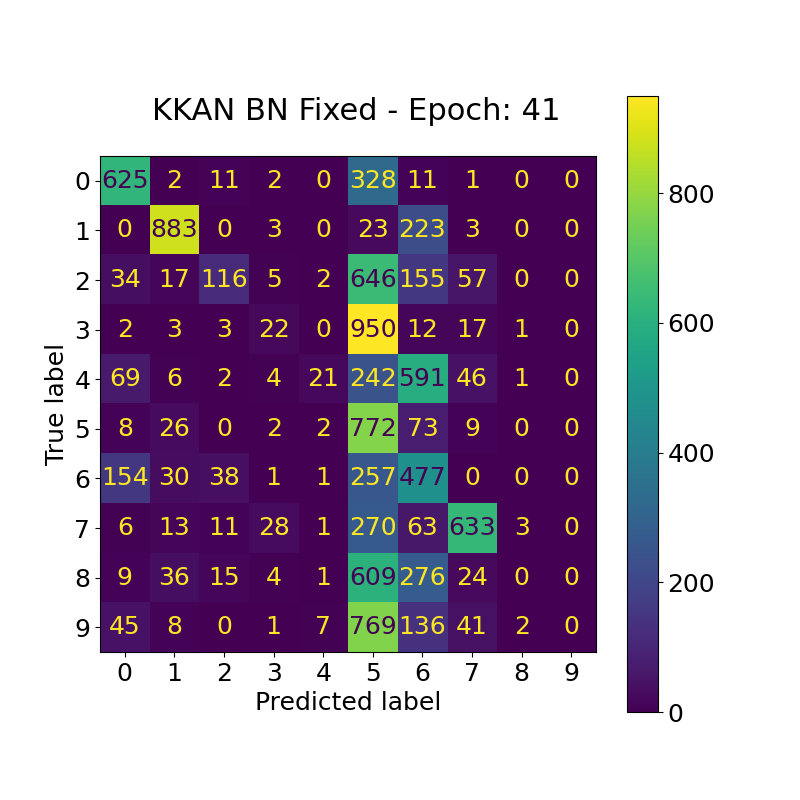 KKAN BN Fixed - Epoch: 41
0 625 2 11 2 0 328 11 1 0 0
1 0 883 0 3 0 23 223 3 0 0
2 34 17 116 5 2 646 155 57 0 0
3 2 3 3 22 0 950 12 17 1 0
4 69 6 2 4 21 242 591 46 1 0
5 8 26 0 2 2 772 73 9 0 0
6 154 30 38 1 1 257 477 0 0 0
7 6 13 11 28 1 270 63 633 3 0
8 9 36 15 4 1 609 276 24 0 0
9 45 8 0 1 7 769 136 41 2 0
0 1 2 3 4 5 6 7 8 9
Predicted label
True label
800
600
400
200
0